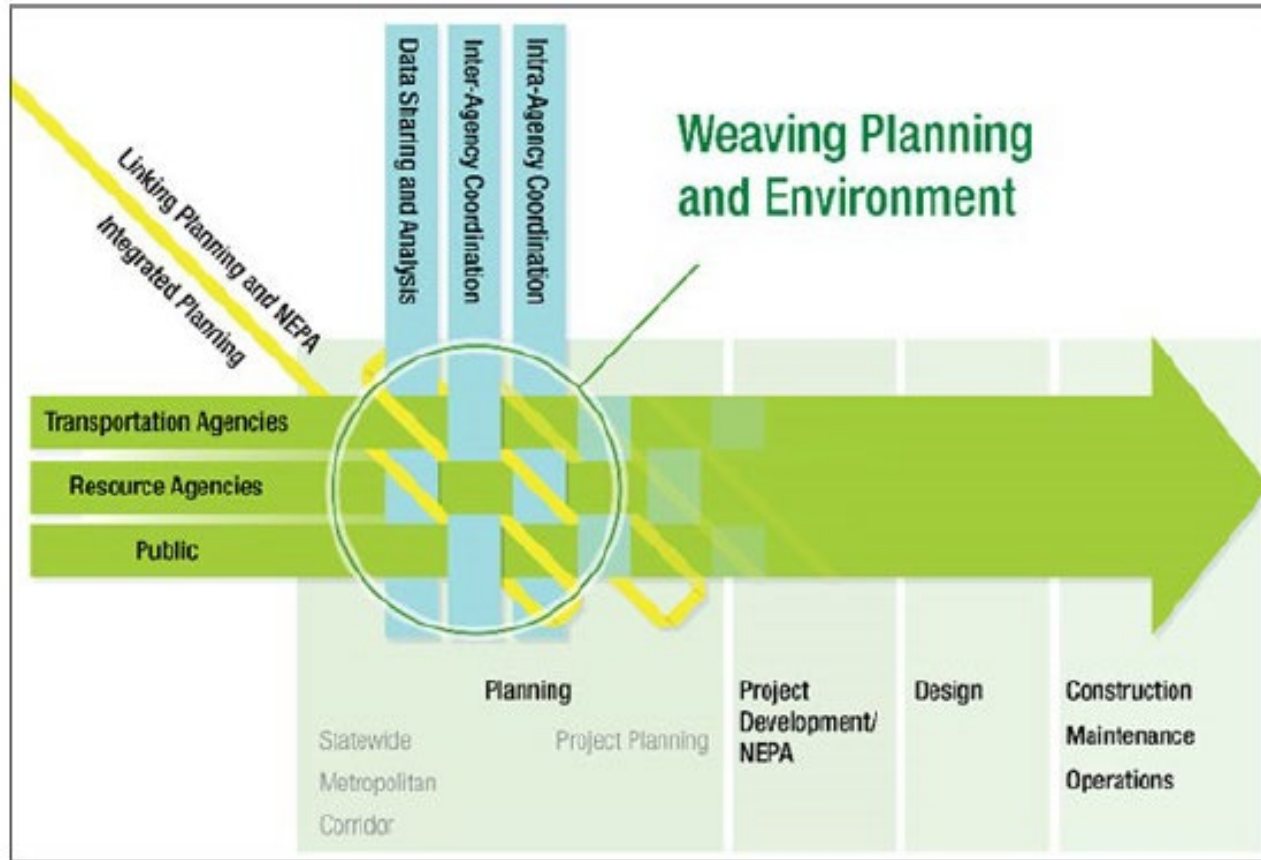 Data Sharing and Analysis
Inter-Agency Coordination
Intra-Agency Coordination
Weaving Planning
and Environment
Linking Planning and NEPA
Integrated Planning
Transportation Agencies
Resource Agencies
Public
Planning
Statewide
Metropolitan
Corridor
Project Planning
Project
Development/
NEPA
Design
Construction
Maintenance
Operations